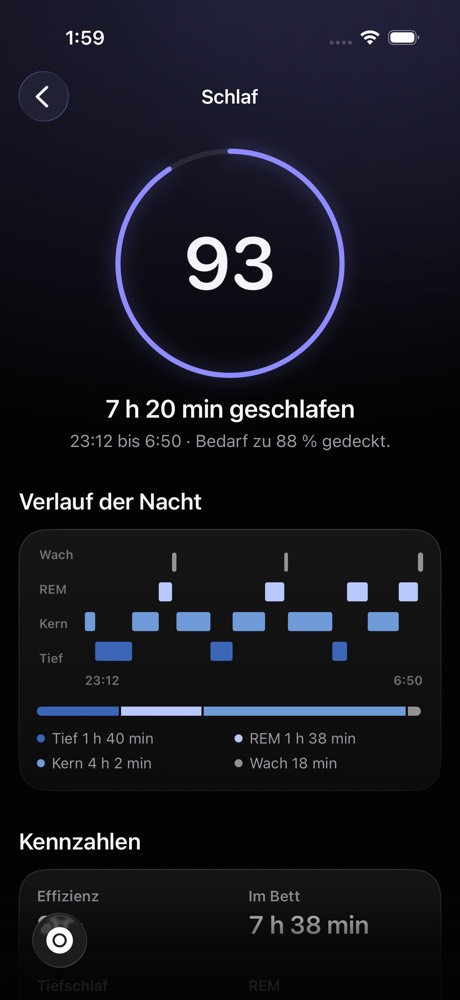 1:59
Schlaf
93
7 h 20 min geschlafen
23:12 bis 6:50 · Bedarf zu 88 % gedeckt.
Verlauf der Nacht
Wach
REM
Kern
Tief
23:12 6:50
Tief 1 h 40 min REM 1 h 38 min
Kern 4 h 2 min Wach 18 min
Kennzahlen
Effizienz Im Bett
7 h 38 min
Tiefschlaf REM